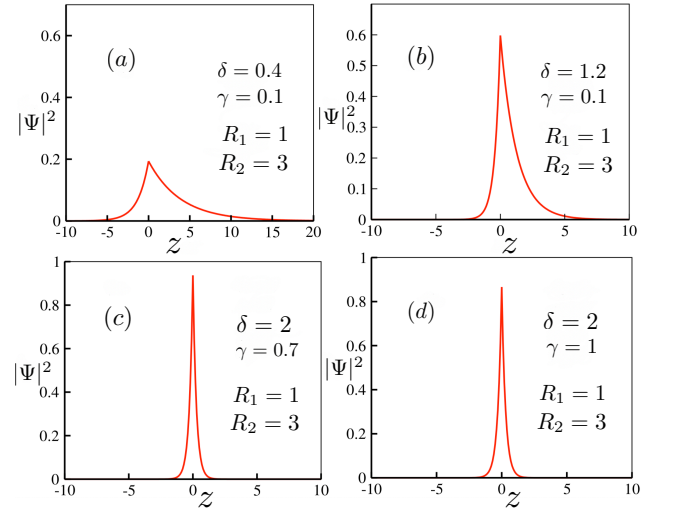 0.6
0.4
0.2
0
(a)
δ = 0.4
γ = 0.1
R₁ = 1
R₂ = 3
|Ψ|²
-10 -5 0 5 10 15 20
z
0.6
0.5
0.4
0.3
0.2
0.1
0
(b)
δ = 1.2
γ = 0.1
R₁ = 1
R₂ = 3
|Ψ|²
-10 -5 0 5 10
z
1
0.8
0.6
0.4
0.2
0
(c)
δ = 2
γ = 0.7
R₁ = 1
R₂ = 3
|Ψ|²
-10 -5 0 5 10
z
1
0.8
0.6
0.4
0.2
0
(d)
δ = 2
γ = 1
R₁ = 1
R₂ = 3
|Ψ|²
-10 -5 0 5 10
z